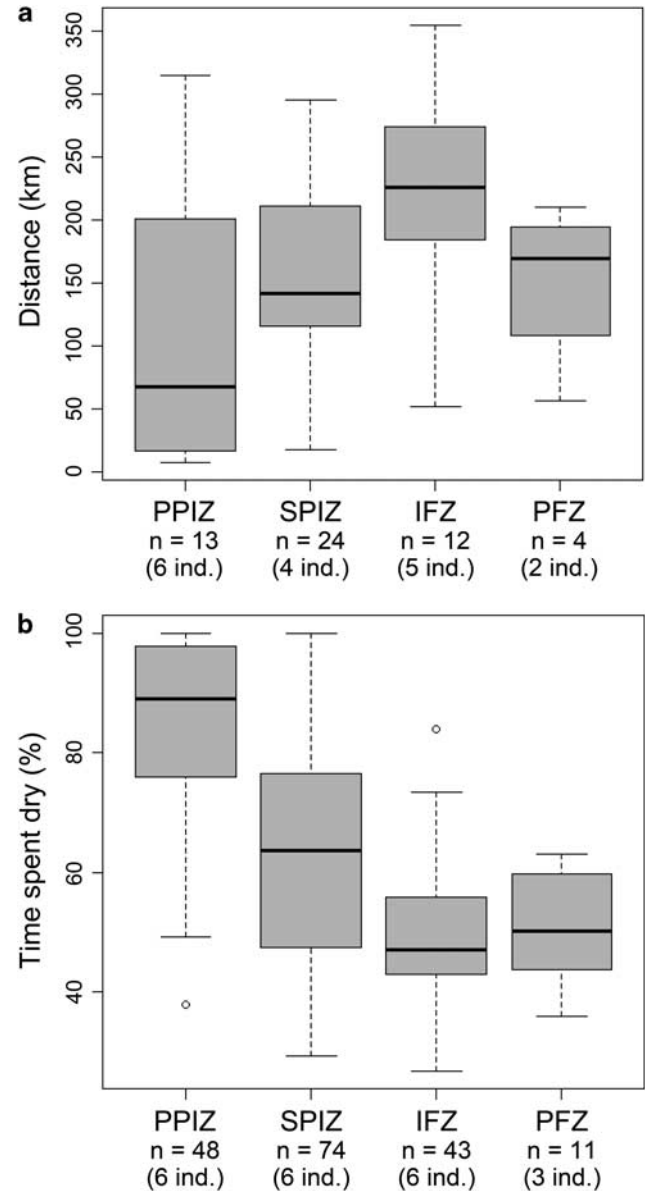 a
Distance (km)
350
300
250
200
150
100
50
0
PPIZ SPIZ IFZ PFZ
n = 13 n = 24 n = 12 n = 4
(6 ind.) (4 ind.) (5 ind.) (2 ind.)
b
Time spent dry (%)
100
80
60
40
PPIZ SPIZ IFZ PFZ
n = 48 n = 74 n = 43 n = 11
(6 ind.) (6 ind.) (6 ind.) (3 ind.)